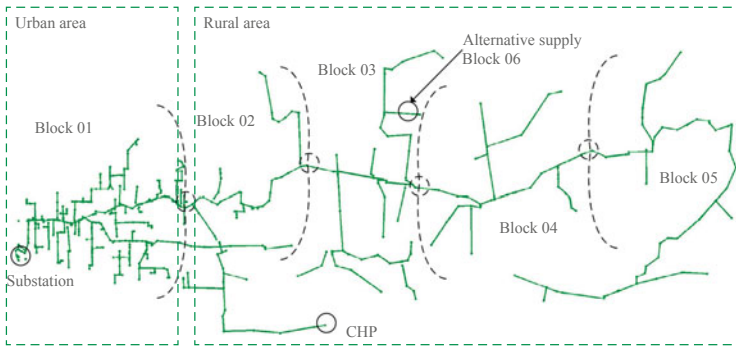 Urban area
Rural area
Alternative supply
Block 06
Block 03
Block 01
Block 02
Block 05
Block 04
Substation
CHP